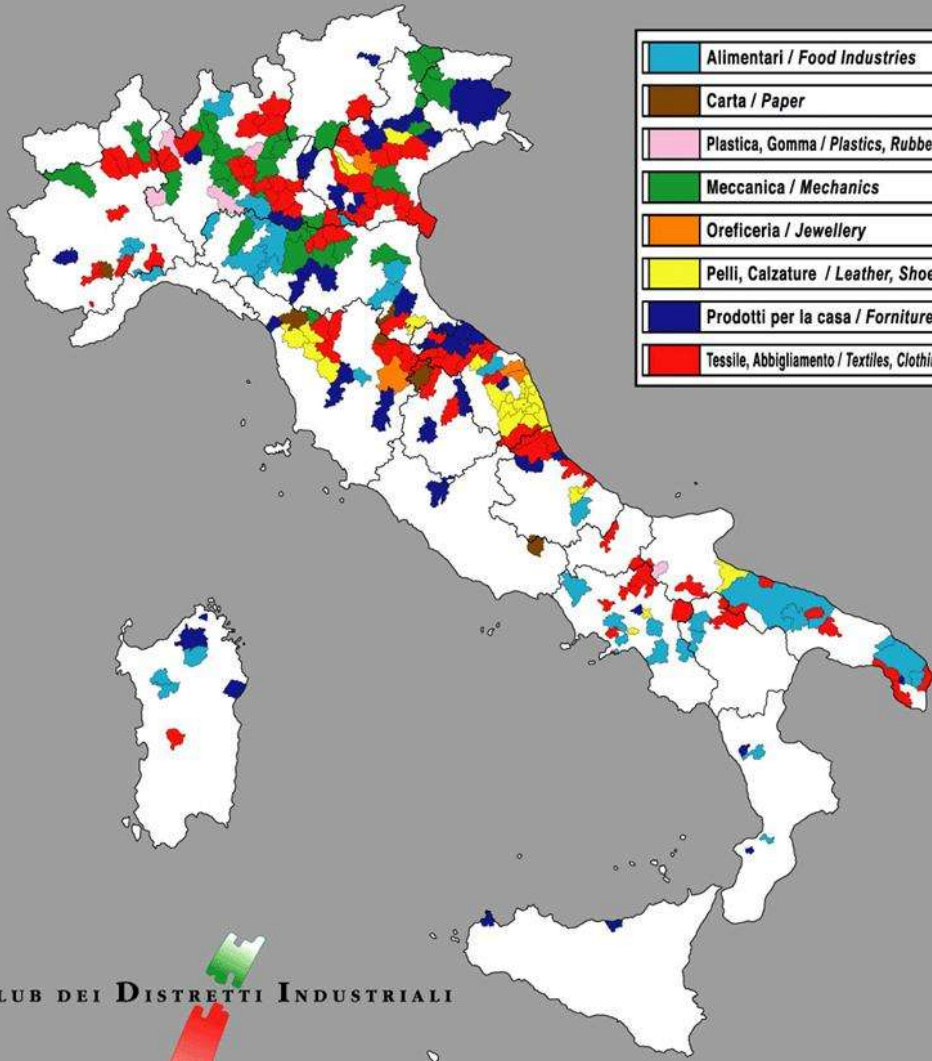 Alimentari / Food Industries
Carta / Paper
Plastica, Gomma / Plastics, Rubbe
Meccanica / Mechanics
Oreficeria / Jewellery
Pelli, Calzature / Leather, Shoe
Prodotti per la casa / Forniture
Tessile, Abbigliamento / Textiles, Clothi
LUB DEI DISTRETTI INDUSTRIALI